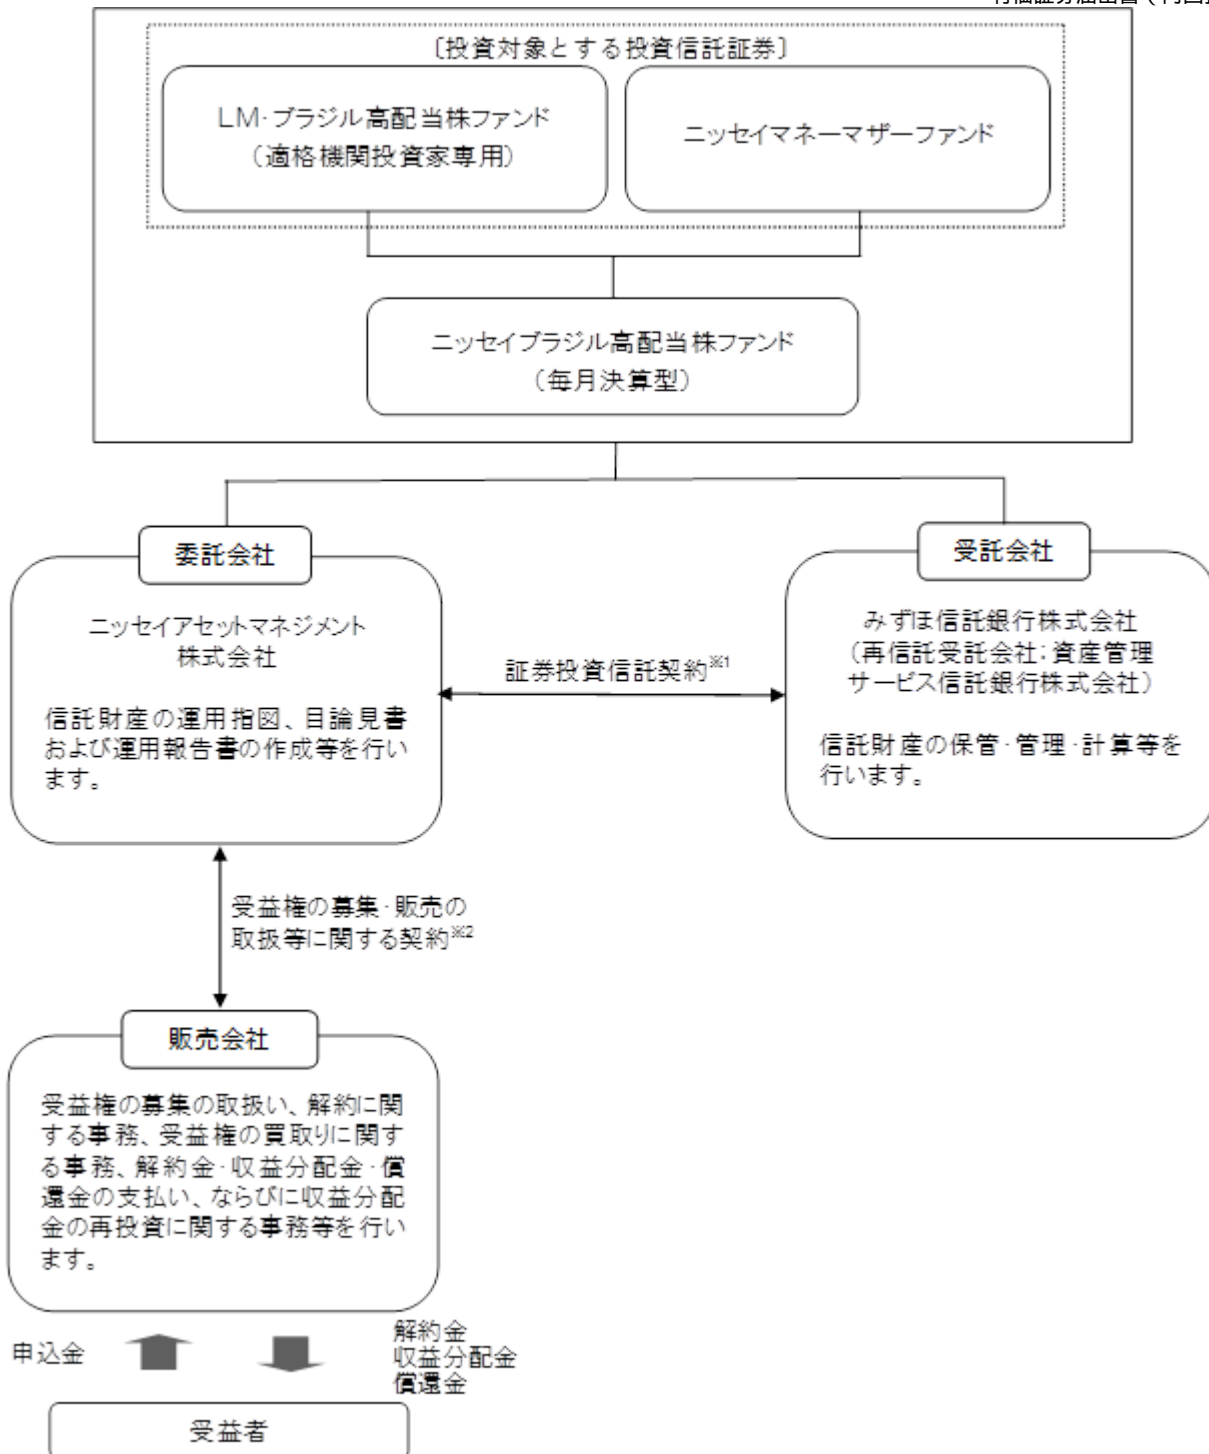 〔投資対象とする投資信託証券〕
LM・ブラジル高配当株ファンド
（適格機関投資家専用）
ニッセイマネーマザーファンド
ニッセイブラジル高配当株ファンド
（毎月決算型）
委託会社
ニッセイアセットマネジメント
株式会社
信託財産の運用指図、目論見書
および運用報告書の作成等を行い
ます。
証券投資信託契約※1
受託会社
みずほ信託銀行株式会社
（再信託受託会社：資産管理
サービス信託銀行株式会社）
信託財産の保管・管理・計算等を
行います。
受益権の募集・販売の
取扱等に関する契約※2
販売会社
受益権の募集の取扱い、解約に関
する事務、受益権の買取りに関す
る事務、解約金・収益分配金・償
還金の支払い、ならびに収益分配
金の再投資に関する事務等を行い
ます。
申込金
解約金
収益分配金
償還金
受益者